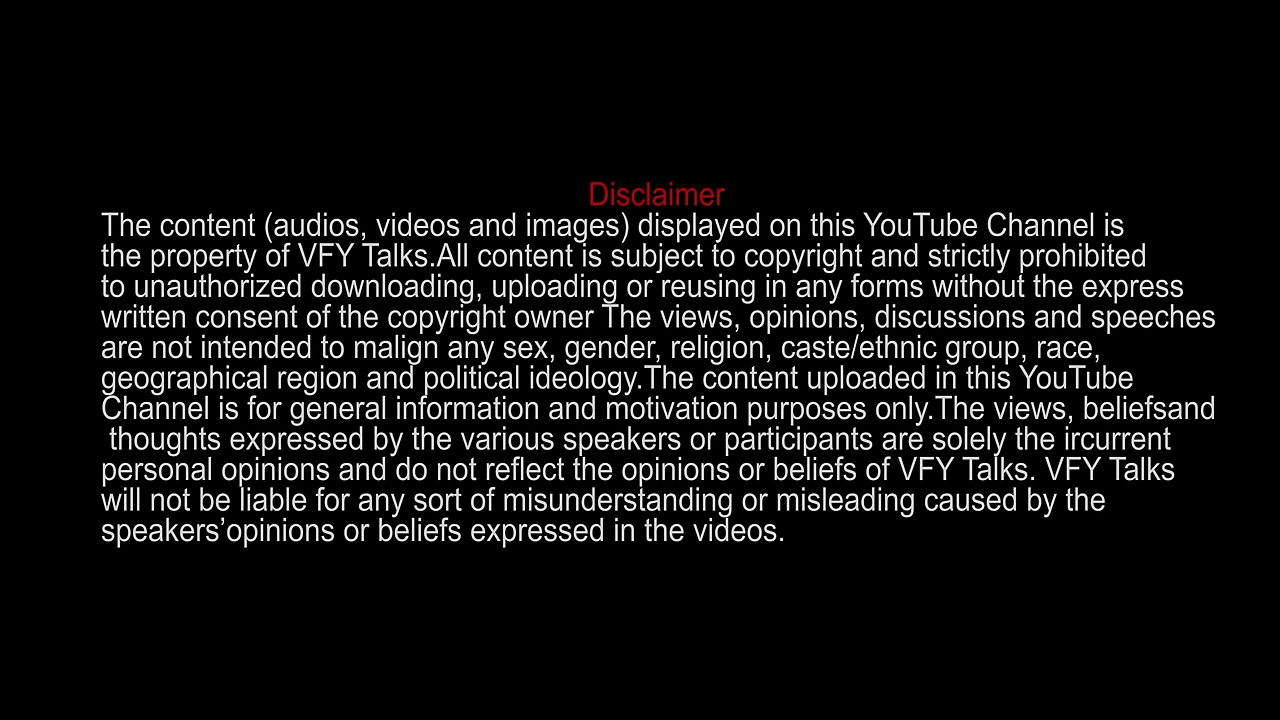 Disclaimer
The content (audios, videos and images) displayed on this YouTube Channel is
the property of VFY Talks.All content is subject to copyright and strictly prohibited
to unauthorized downloading, uploading or reusing in any forms without the express
written consent of the copyright owner The views, opinions, discussions and speeches
are not intended to malign any sex, gender, religion, caste/ethnic group, race,
geographical region and political ideology.The content uploaded in this YouTube
Channel is for general information and motivation purposes only.The views, beliefsand
thoughts expressed by the various speakers or participants are solely the ircurrent
personal opinions and do not reflect the opinions or beliefs of VFY Talks. VFY Talks
will not be liable for any sort of misunderstanding or misleading caused by the
speakers’opinions or beliefs expressed in the videos.